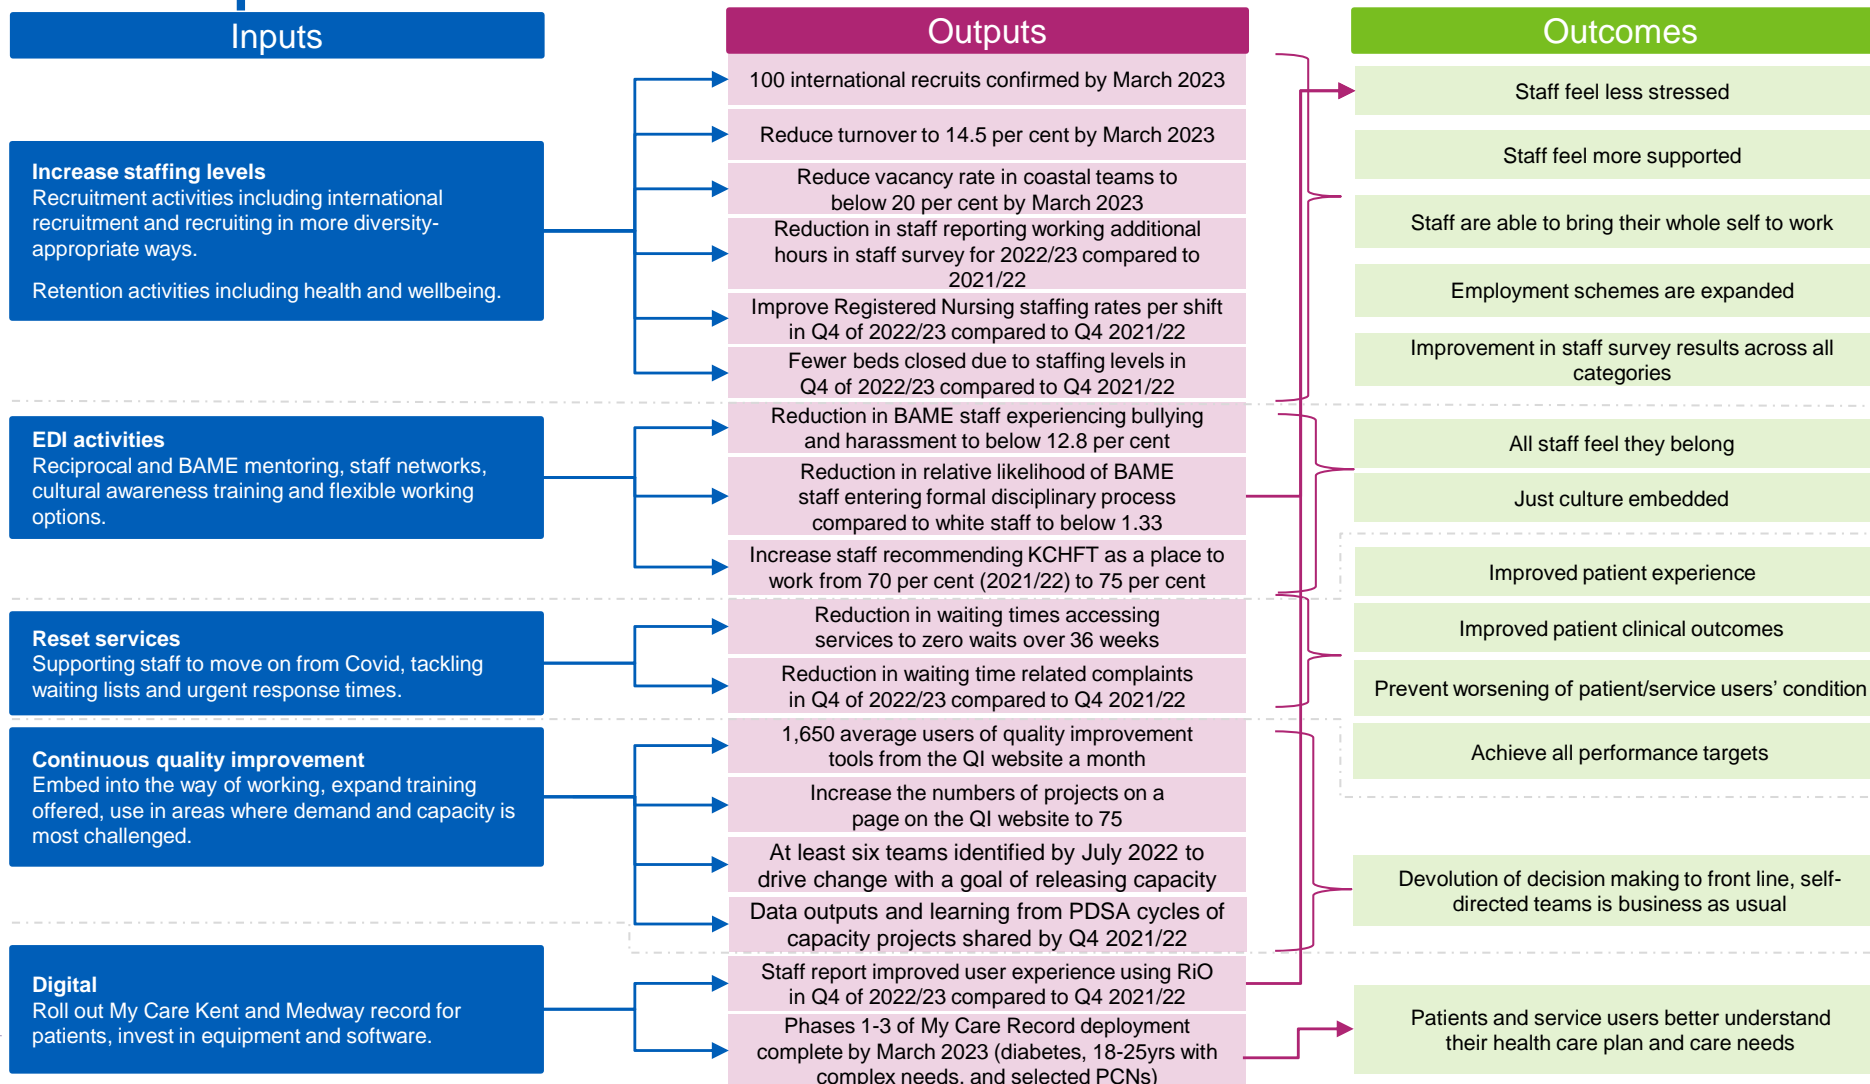 Inputs
Increase staffing levels
Recruitment activities including international
recruitment and recruiting in more diversity-
appropriate ways.
Retention activities including health and wellbeing.
EDI activities
Reciprocal and BAME mentoring, staff networks,
cultural awareness training and flexible working
options.
Reset services
Supporting staff to move on from Covid, tackling
waiting lists and urgent response times.
Continuous quality improvement
Embed into the way of working, expand training
offered, use in areas where demand and capacity is
most challenged.
Digital
Roll out My Care Kent and Medway record for
patients, invest in equipment and software.
Outputs
100 international recruits confirmed by March 2023
Reduce turnover to 14.5 per cent by March 2023
Reduce vacancy rate in coastal teams to
below 20 per cent by March 2023
Reduction in staff reporting working additional
hours in staff survey for 2022/23 compared to
2021/22
Improve Registered Nursing staffing rates per shift
in Q4 of 2022/23 compared to Q4 2021/22
Fewer beds closed due to staffing levels in
Q4 of 2022/23 compared to Q4 2021/22
Reduction in BAME staff experiencing bullying
and harassment to below 12.8 per cent
Reduction in relative likelihood of BAME
staff entering formal disciplinary process
compared to white staff to below 1.33
Increase staff recommending KCHFT as a place to
work from 70 per cent (2021/22) to 75 per cent
Reduction in waiting times accessing
services to zero waits over 36 weeks
Reduction in waiting time related complaints
in Q4 of 2022/23 compared to Q4 2021/22
1,650 average users of quality improvement
tools from the QI website a month
Increase the numbers of projects on a
page on the QI website to 75
At least six teams identified by July 2022 to
drive change with a goal of releasing capacity
Data outputs and learning from PDSA cycles of
capacity projects shared by Q4 2021/22
Staff report improved user experience using RiO
in Q4 of 2022/23 compared to Q4 2021/22
Phases 1-3 of My Care Record deployment
complete by March 2023 (diabetes, 18-25yrs with
complex needs, and selected PCNs)
Outcomes
Staff feel less stressed
Staff feel more supported
Staff are able to bring their whole self to work
Employment schemes are expanded
Improvement in staff survey results across all
categories
All staff feel they belong
Just culture embedded
Improved patient experience
Improved patient clinical outcomes
Prevent worsening of patient/service users’ condition
Achieve all performance targets
Devolution of decision making to front line, self-
directed teams is business as usual
Patients and service users better understand
their health care plan and care needs